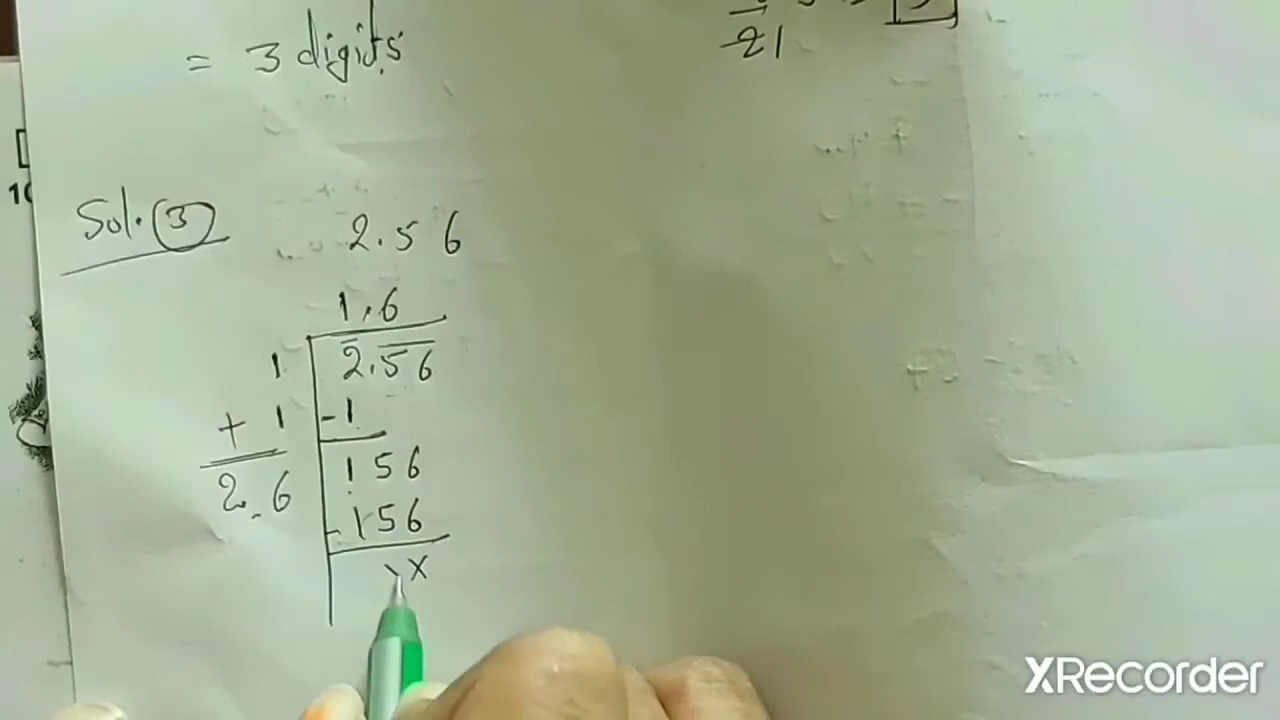 = 3 digits
21
10
Sol. (3)
2.56
1.6
1 2.56
+ 1 -1
2.6 156
-156
x x
XRecorder